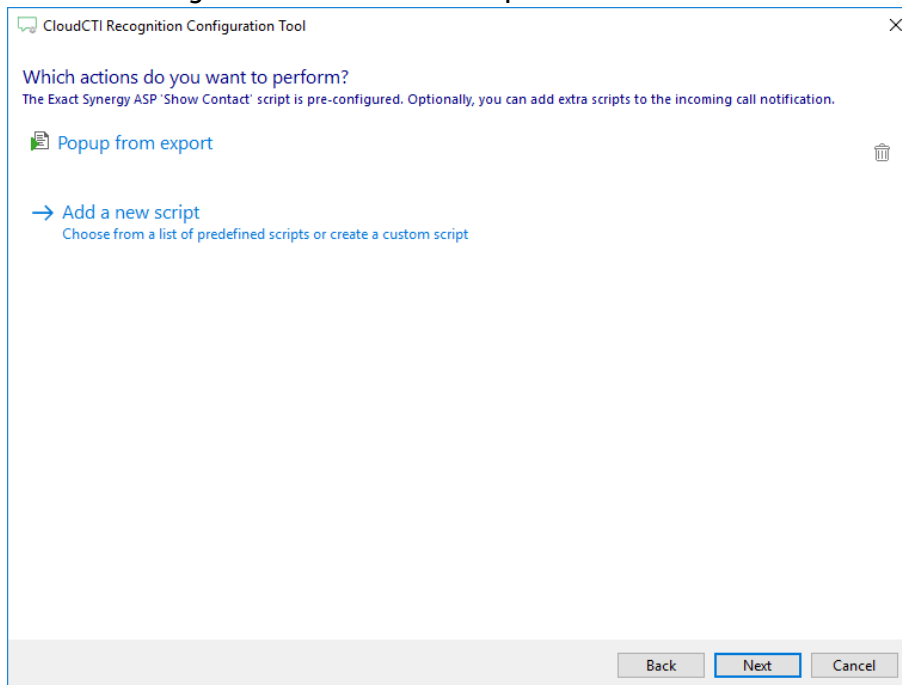 CloudCTI Recognition Configuration Tool
Which actions do you want to perform?
The Exact Synergy ASP 'Show Contact' script is pre-configured. Optionally, you can add extra scripts to the incoming call notification.
Popup from export
Add a new script
Choose from a list of predefined scripts or create a custom script
Back Next Cancel